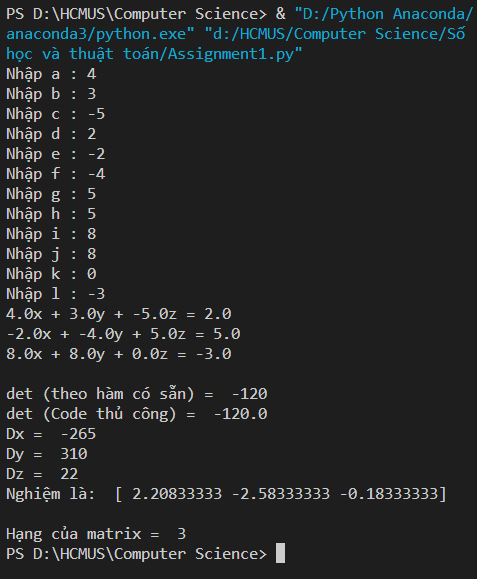 PS D:\HCMUS\Computer Science> & "D:/Python Anaconda/
anaconda3/python.exe" "d:/HCMUS/Computer Science/Số
học và thuật toán/Assignment1.py"
Nhập a : 4
Nhập b : 3
Nhập c : -5
Nhập d : 2
Nhập e : -2
Nhập f : -4
Nhập g : 5
Nhập h : 5
Nhập i : 8
Nhập j : 8
Nhập k : 0
Nhập l : -3
4.0x + 3.0y + -5.0z = 2.0
-2.0x + -4.0y + 5.0z = 5.0
8.0x + 8.0y + 0.0z = -3.0
det (theo hàm có sẵn) =  -120
det (Code thủ công) =  -120.0
Dx =  -265
Dy =  310
Dz =  22
Nghiệm là:  [ 2.20833333 -2.58333333 -0.18333333]
Hạng của matrix =  3
PS D:\HCMUS\Computer Science>